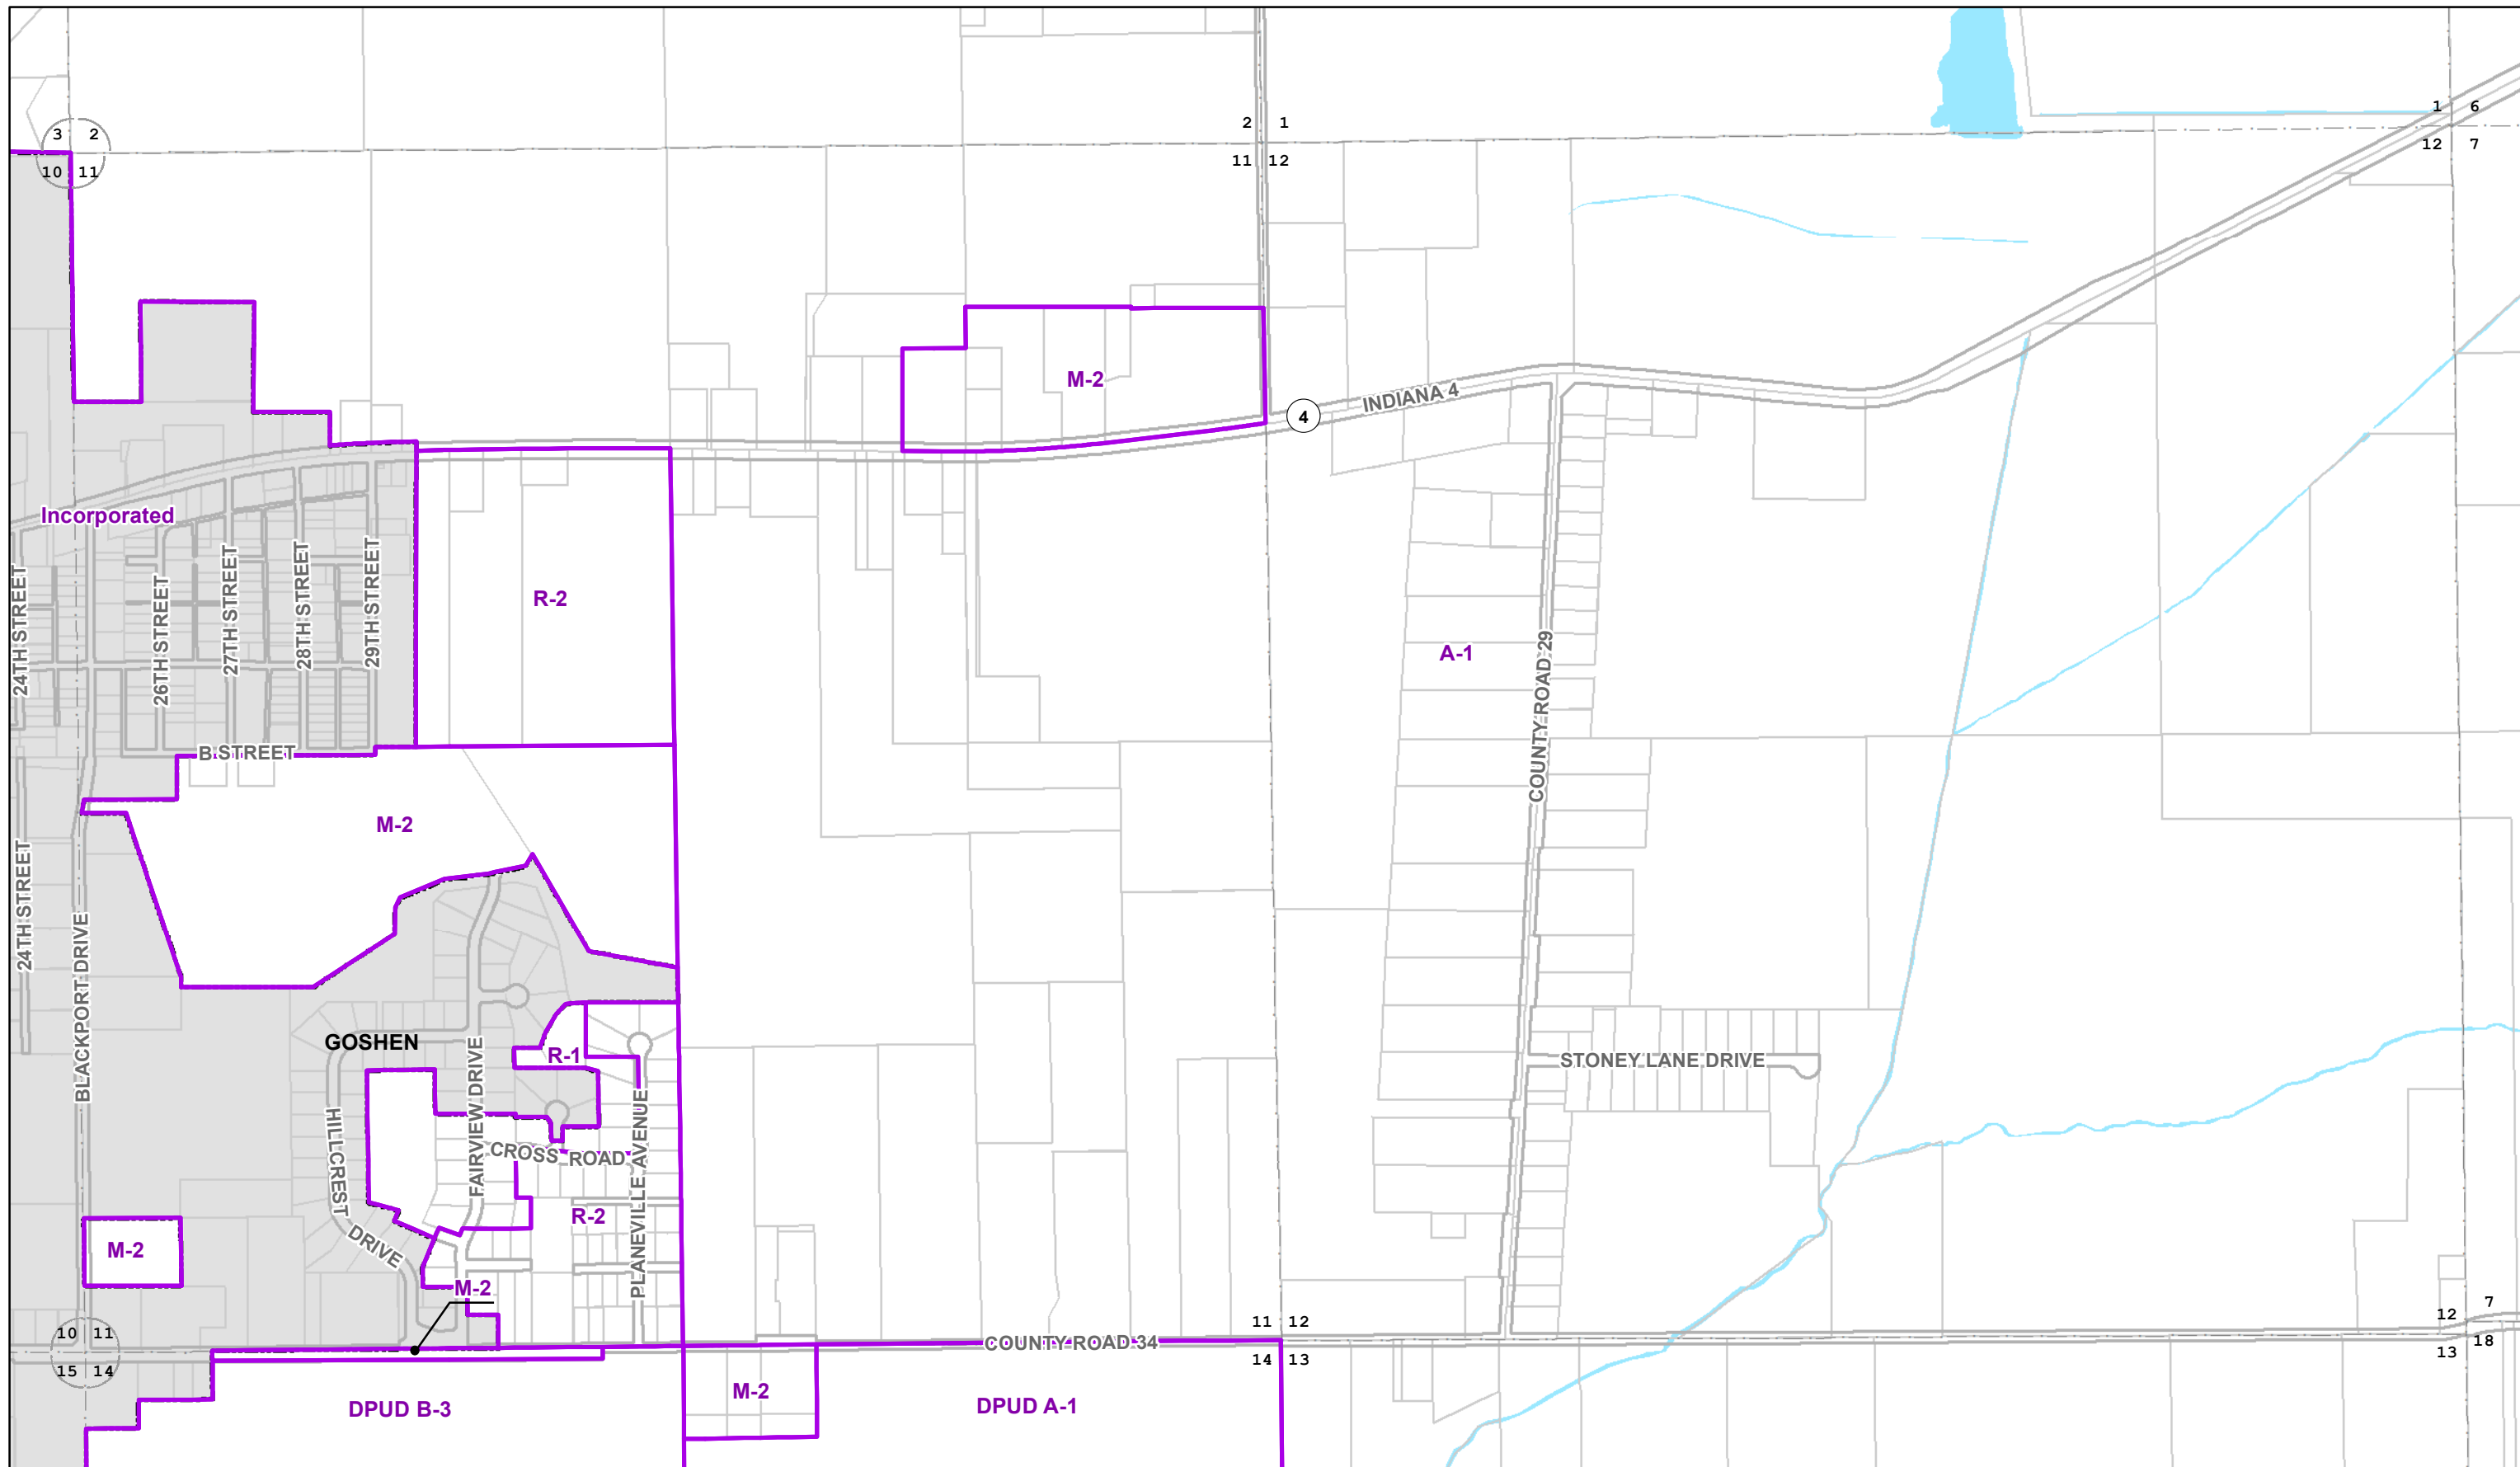 1
6
12
7
2
1
11
12
3
2
10
11
M-2
INDIANA 4
4
Incorporated
24TH STREET
26TH STREET
27TH STREET
28TH STREET
29TH STREET
R-2
A-1
COUNTY ROAD 29
B STREET
M-2
24TH STREET
BLACKPORT DRIVE
GOSHEN
FAIRVIEW DRIVE
R-1
STONEY LANE DRIVE
HILLCREST
DRIVE
CROSS ROAD
PLANEVILLE AVENUE
R-2
M-2
M-2
10
11
15
14
11
12
14
13
COUNTY ROAD 34
12
7
13
18
DPUD B-3
M-2
DPUD A-1